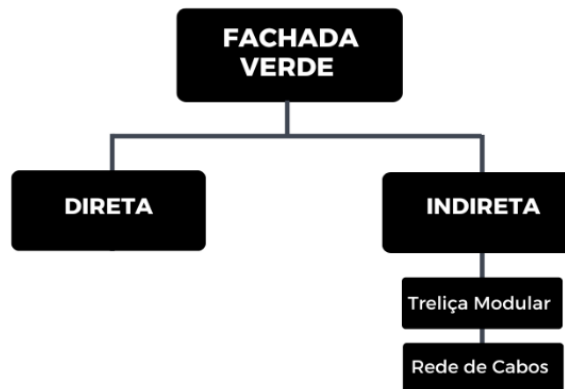 FACHADA
VERDE
DIRETA
INDIRETA
Treliça Modular
Rede de Cabos